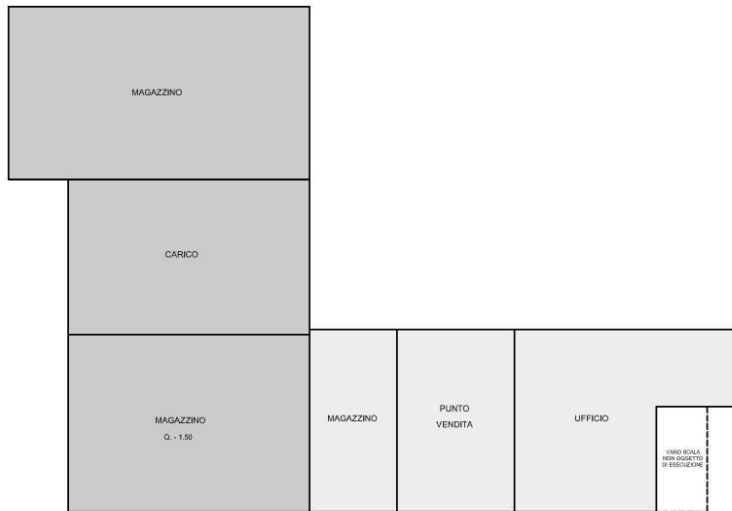 MAGAZZINO
CARICO
MAGAZZINO
Q. - 1.50
MAGAZZINO
PUNTO
VENDITA
UFFICIO
VANO SCALA
NON OGGETTO
DI ESECUZIONE